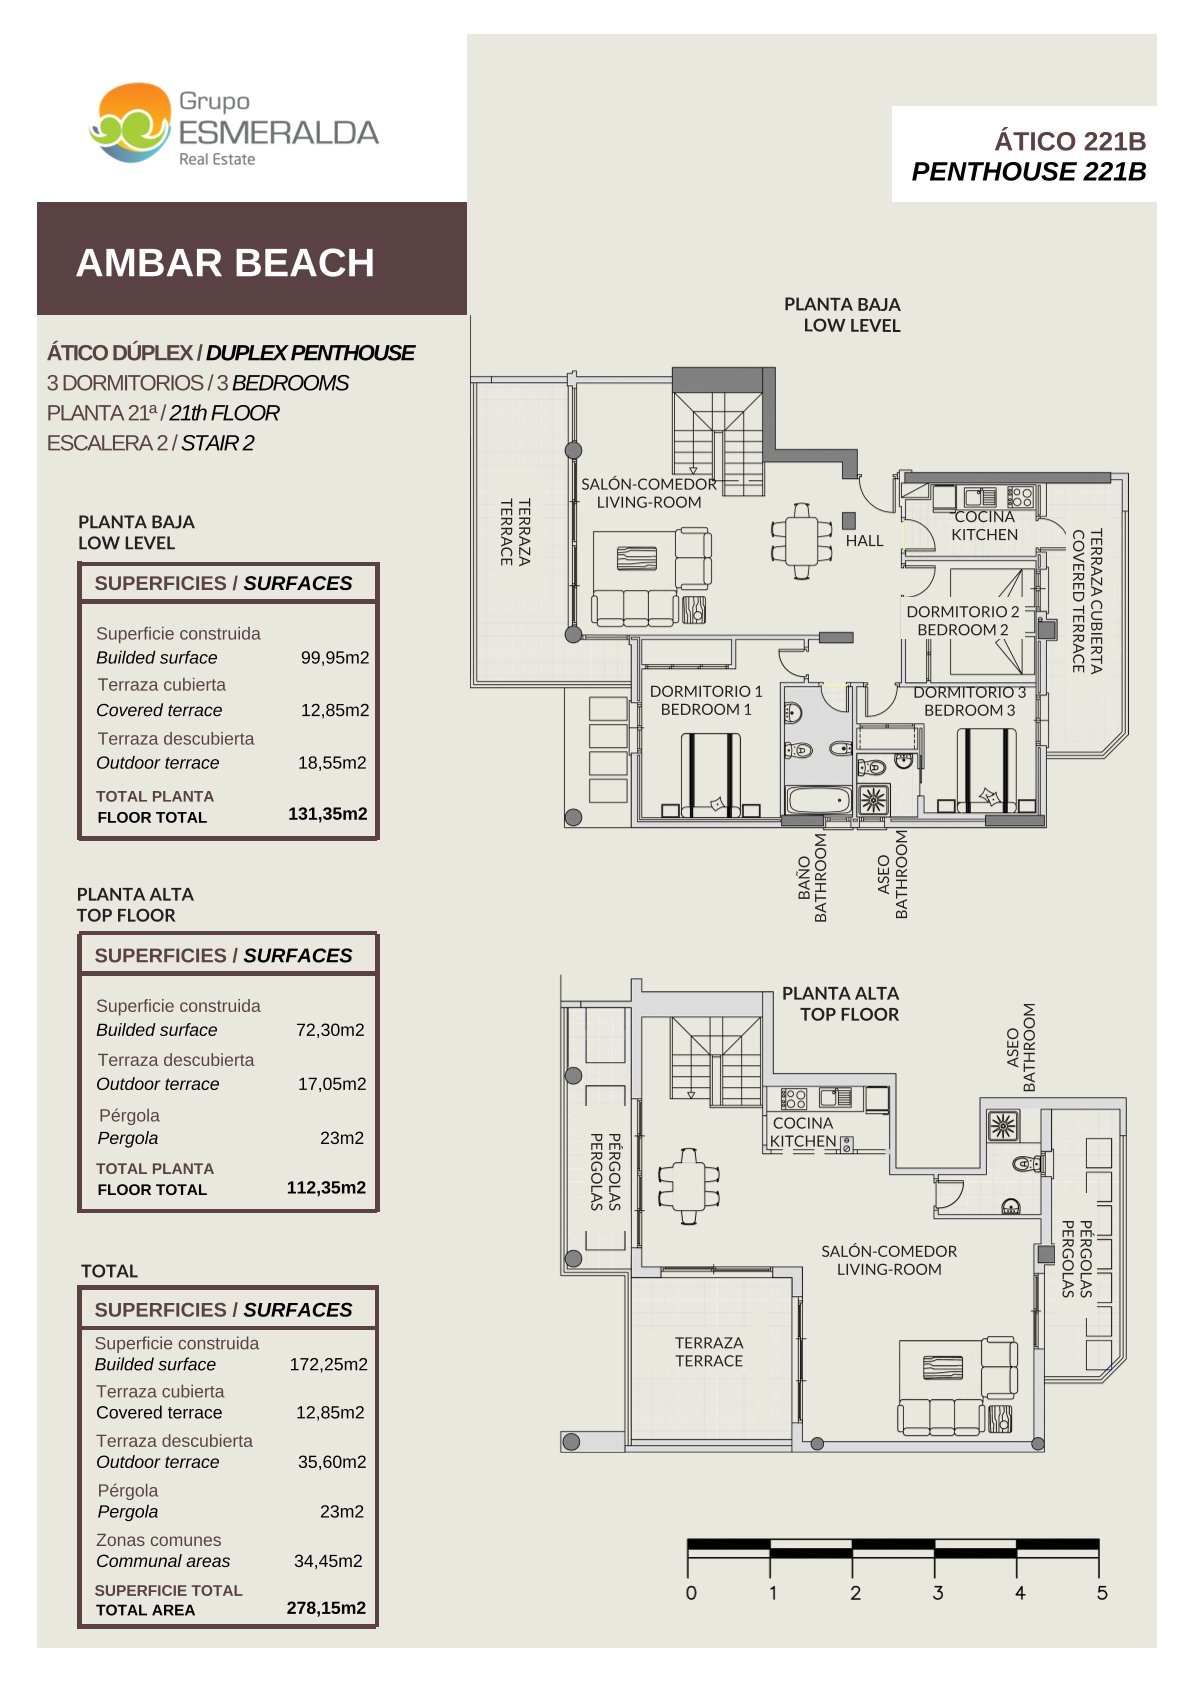 Grupo
ESMERALDA
Real Estate
ÁTICO 221B
PENTHOUSE 221B
AMBAR BEACH
ÁTICO DÚPLEX / DUPLEX PENTHOUSE
3 DORMITORIOS / 3 BEDROOMS
PLANTA 21ª / 21th FLOOR
ESCALERA 2 / STAIR 2
PLANTA BAJA
LOW LEVEL
SUPERFICIES / SURFACES
Superficie construida
Builded surface 99,95m2
Terraza cubierta
Covered terrace 12,85m2
Terraza descubierta
Outdoor terrace 18,55m2
TOTAL PLANTA
FLOOR TOTAL 131,35m2
PLANTA ALTA
TOP FLOOR
SUPERFICIES / SURFACES
Superficie construida
Builded surface 72,30m2
Terraza descubierta
Outdoor terrace 17,05m2
Pérgola
Pergola 23m2
TOTAL PLANTA
FLOOR TOTAL 112,35m2
TOTAL
SUPERFICIES / SURFACES
Superficie construida
Builded surface 172,25m2
Terraza cubierta
Covered terrace 12,85m2
Terraza descubierta
Outdoor terrace 35,60m2
Pérgola
Pergola 23m2
Zonas comunes
Communal areas 34,45m2
SUPERFICIE TOTAL
TOTAL AREA 278,15m2
PLANTA BAJA
LOW LEVEL
TERRAZA
TERRACE
SALÓN-COMEDOR
LIVING-ROOM
HALL
COCINA
KITCHEN
TERRAZA CUBIERTA
COVERED TERRACE
DORMITORIO 2
BEDROOM 2
DORMITORIO 1
BEDROOM 1
DORMITORIO 3
BEDROOM 3
BAÑO
BATHROOM
ASEO
BATHROOM
PLANTA ALTA
TOP FLOOR
ASEO
BATHROOM
COCINA
KITCHEN
PÉRGOLAS
PERGOLAS
SALÓN-COMEDOR
LIVING-ROOM
PÉRGOLAS
PERGOLAS
TERRAZA
TERRACE
0 1 2 3 4 5